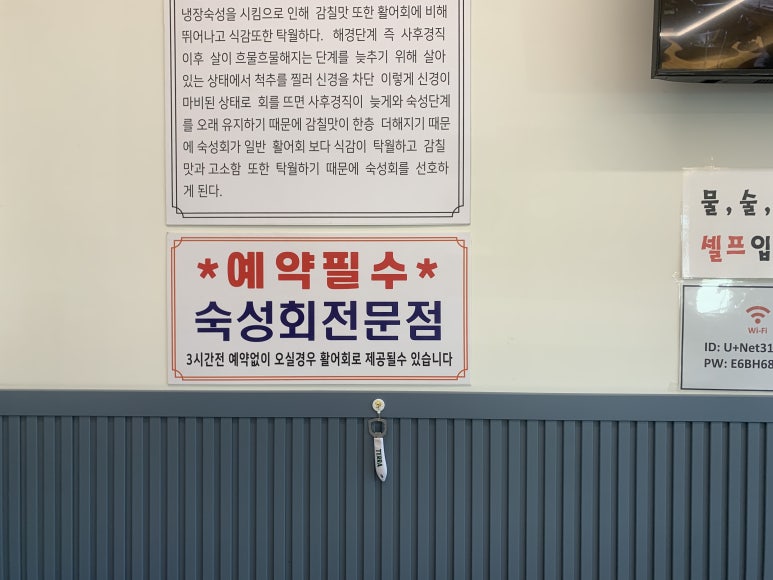 냉장숙성을 시킴으로 인해 감칠맛 또한 활어회에 비해
뛰어나고 식감또한 탁월하다. 해경단계 즉 사후경직
이후 살이 흐물흐물해지는 단계를 늦추기 위해 살아
있는 상태에서 척추를 찔러 신경을 차단 이렇게 신경이
마비된 상태로 회를 뜨면 사후경직이 늦게와 숙성단계
를 오래 유지하기 때문에 감칠맛이 한층 더해지기 때문
에 숙성회가 일반 활어회 보다 식감이 탁월하고 감칠
맛과 고소함 또한 탁월하기 때문에 숙성회를 선호하
게 된다.
*예약필수*
숙성회전문점
3시간전 예약없이 오실경우 활어회로 제공될수 있습니다
물, 술,
셀프입
Wi-Fi
ID: U+Net31
PW: E6BH68
TERRA